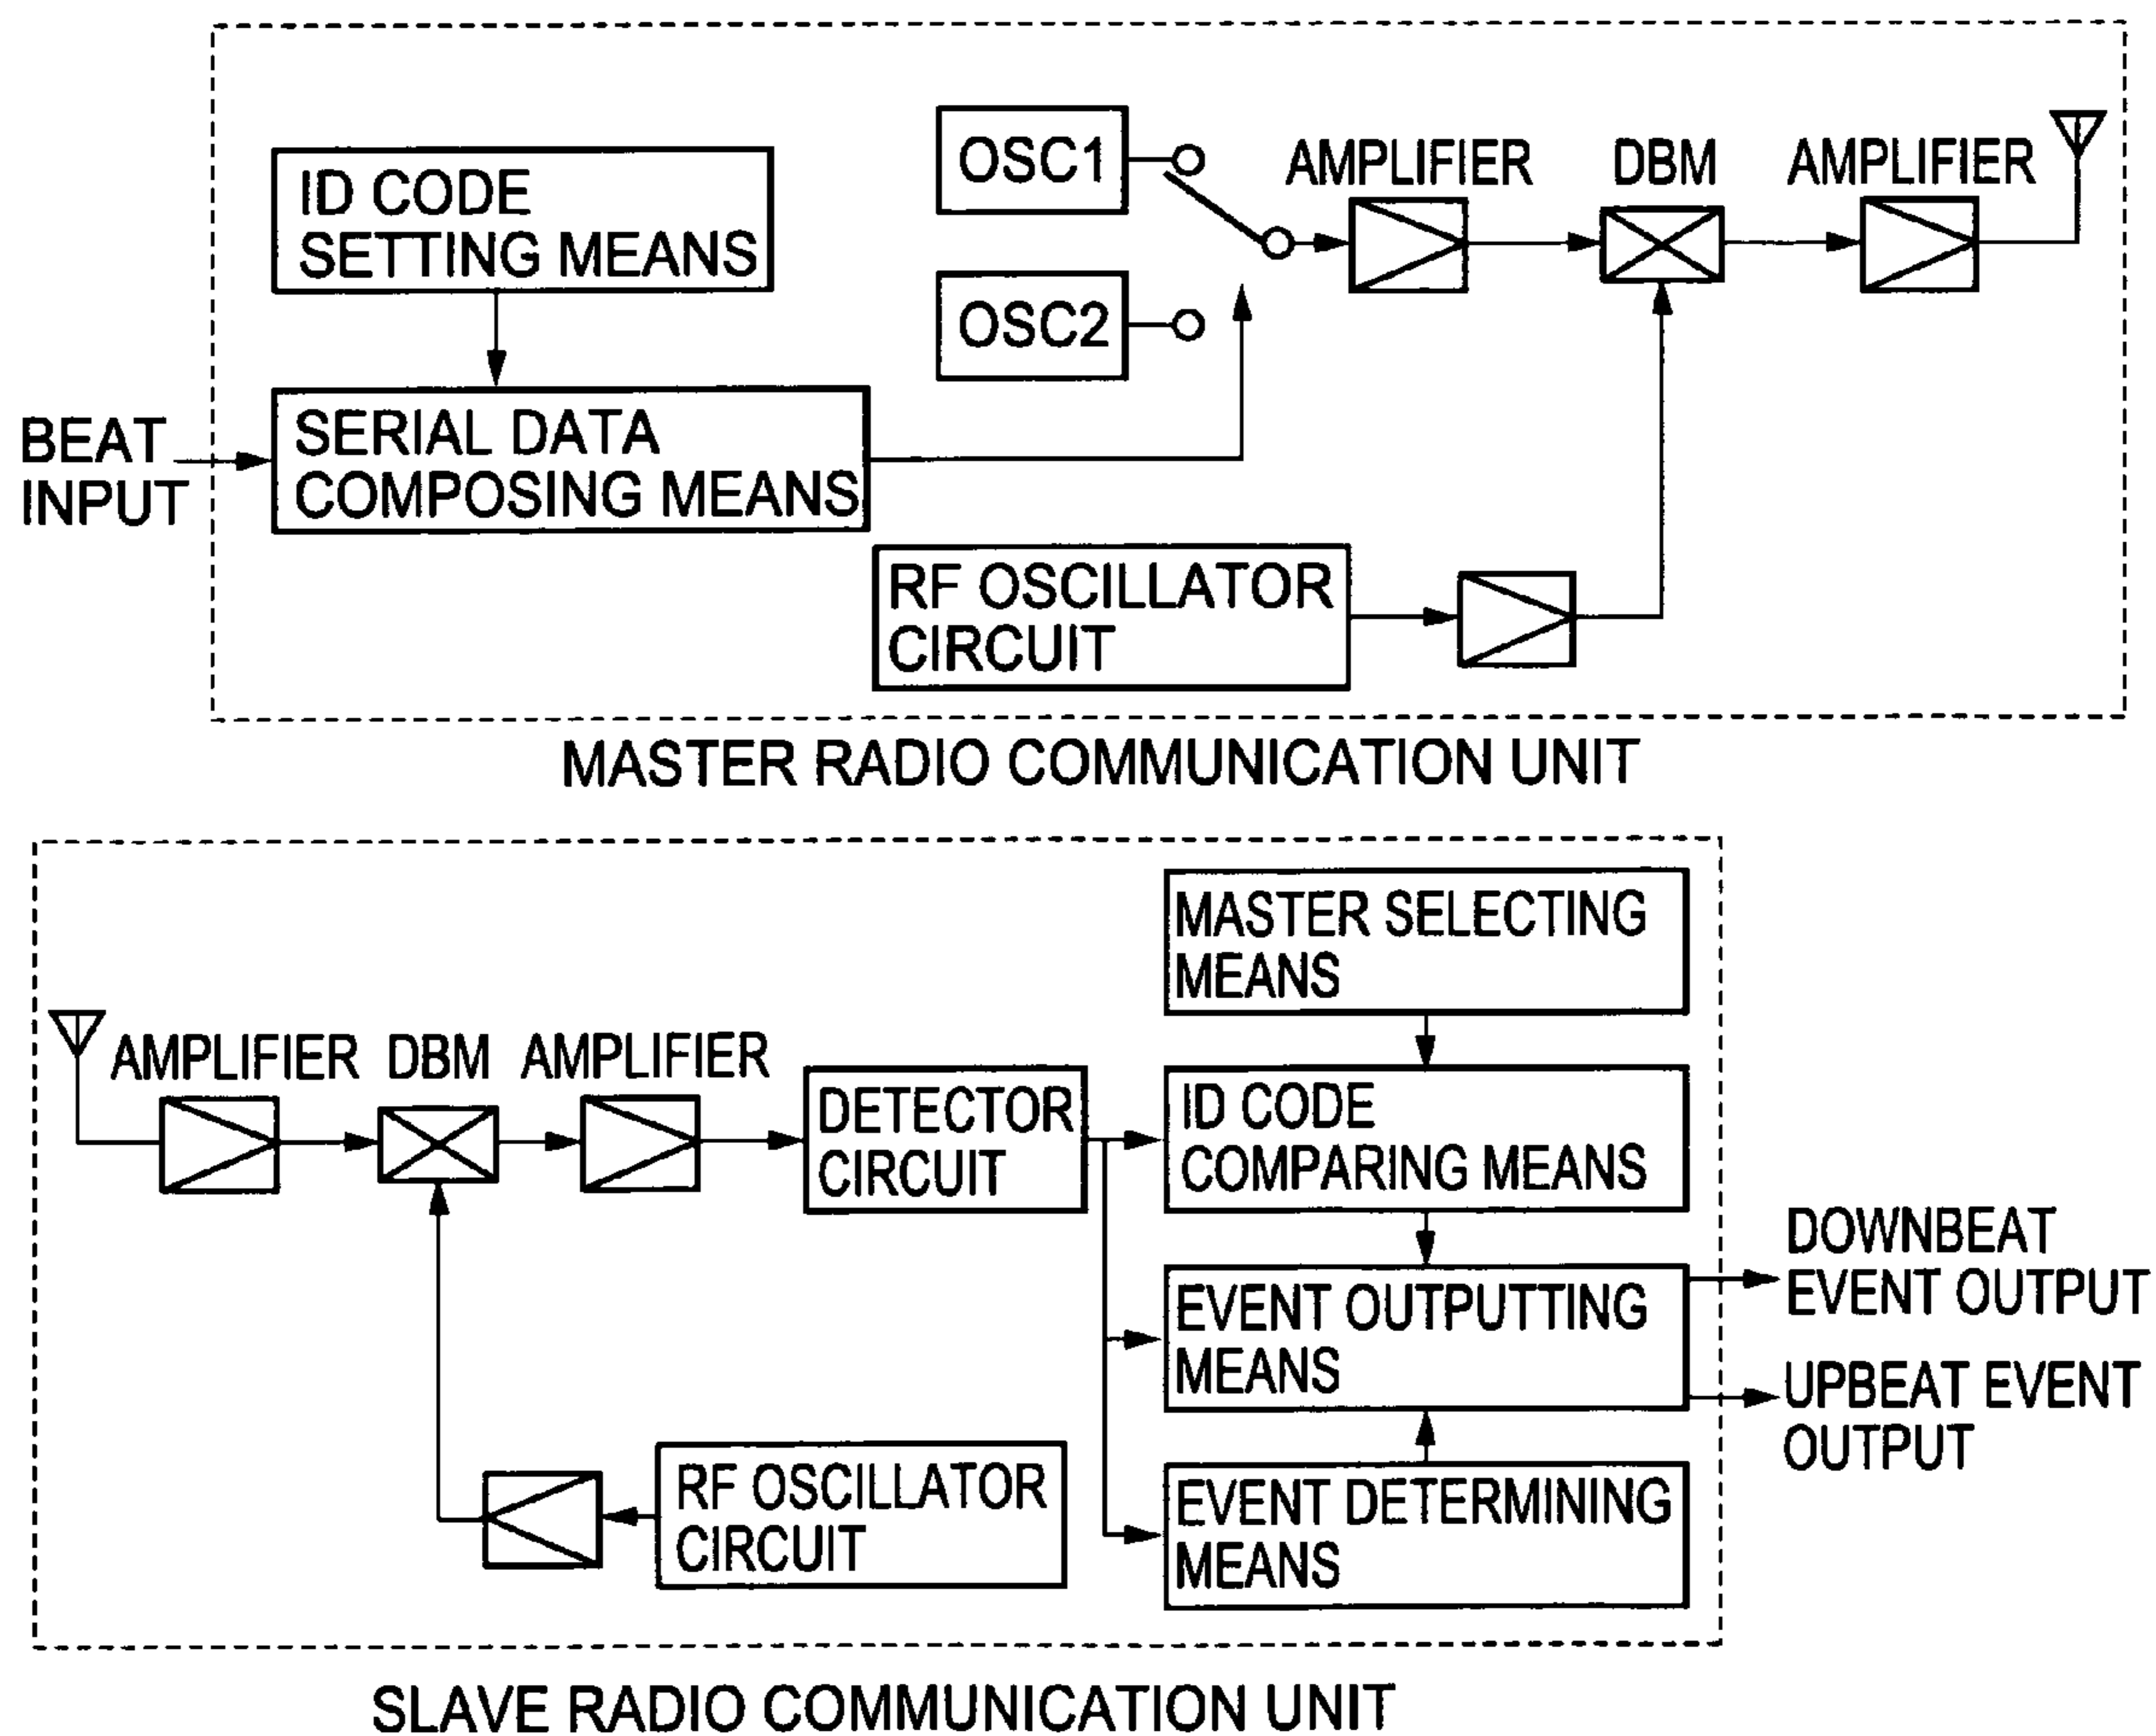 OSC1
AMPLIFIER
DBM
AMPLIFIER
ID CODE
SETTING MEANS
OSC2
BEAT
INPUT
SERIAL DATA
COMPOSING MEANS
RF OSCILLATOR
CIRCUIT
MASTER RADIO COMMUNICATION UNIT
MASTER SELECTING
MEANS
AMPLIFIER
DBM
AMPLIFIER
DETECTOR
CIRCUIT
ID CODE
COMPARING MEANS
EVENT OUTPUTTING
MEANS
DOWNBEAT
EVENT OUTPUT
UPBEAT EVENT
OUTPUT
RF OSCILLATOR
CIRCUIT
EVENT DETERMINING
MEANS
SLAVE RADIO COMMUNICATION UNIT